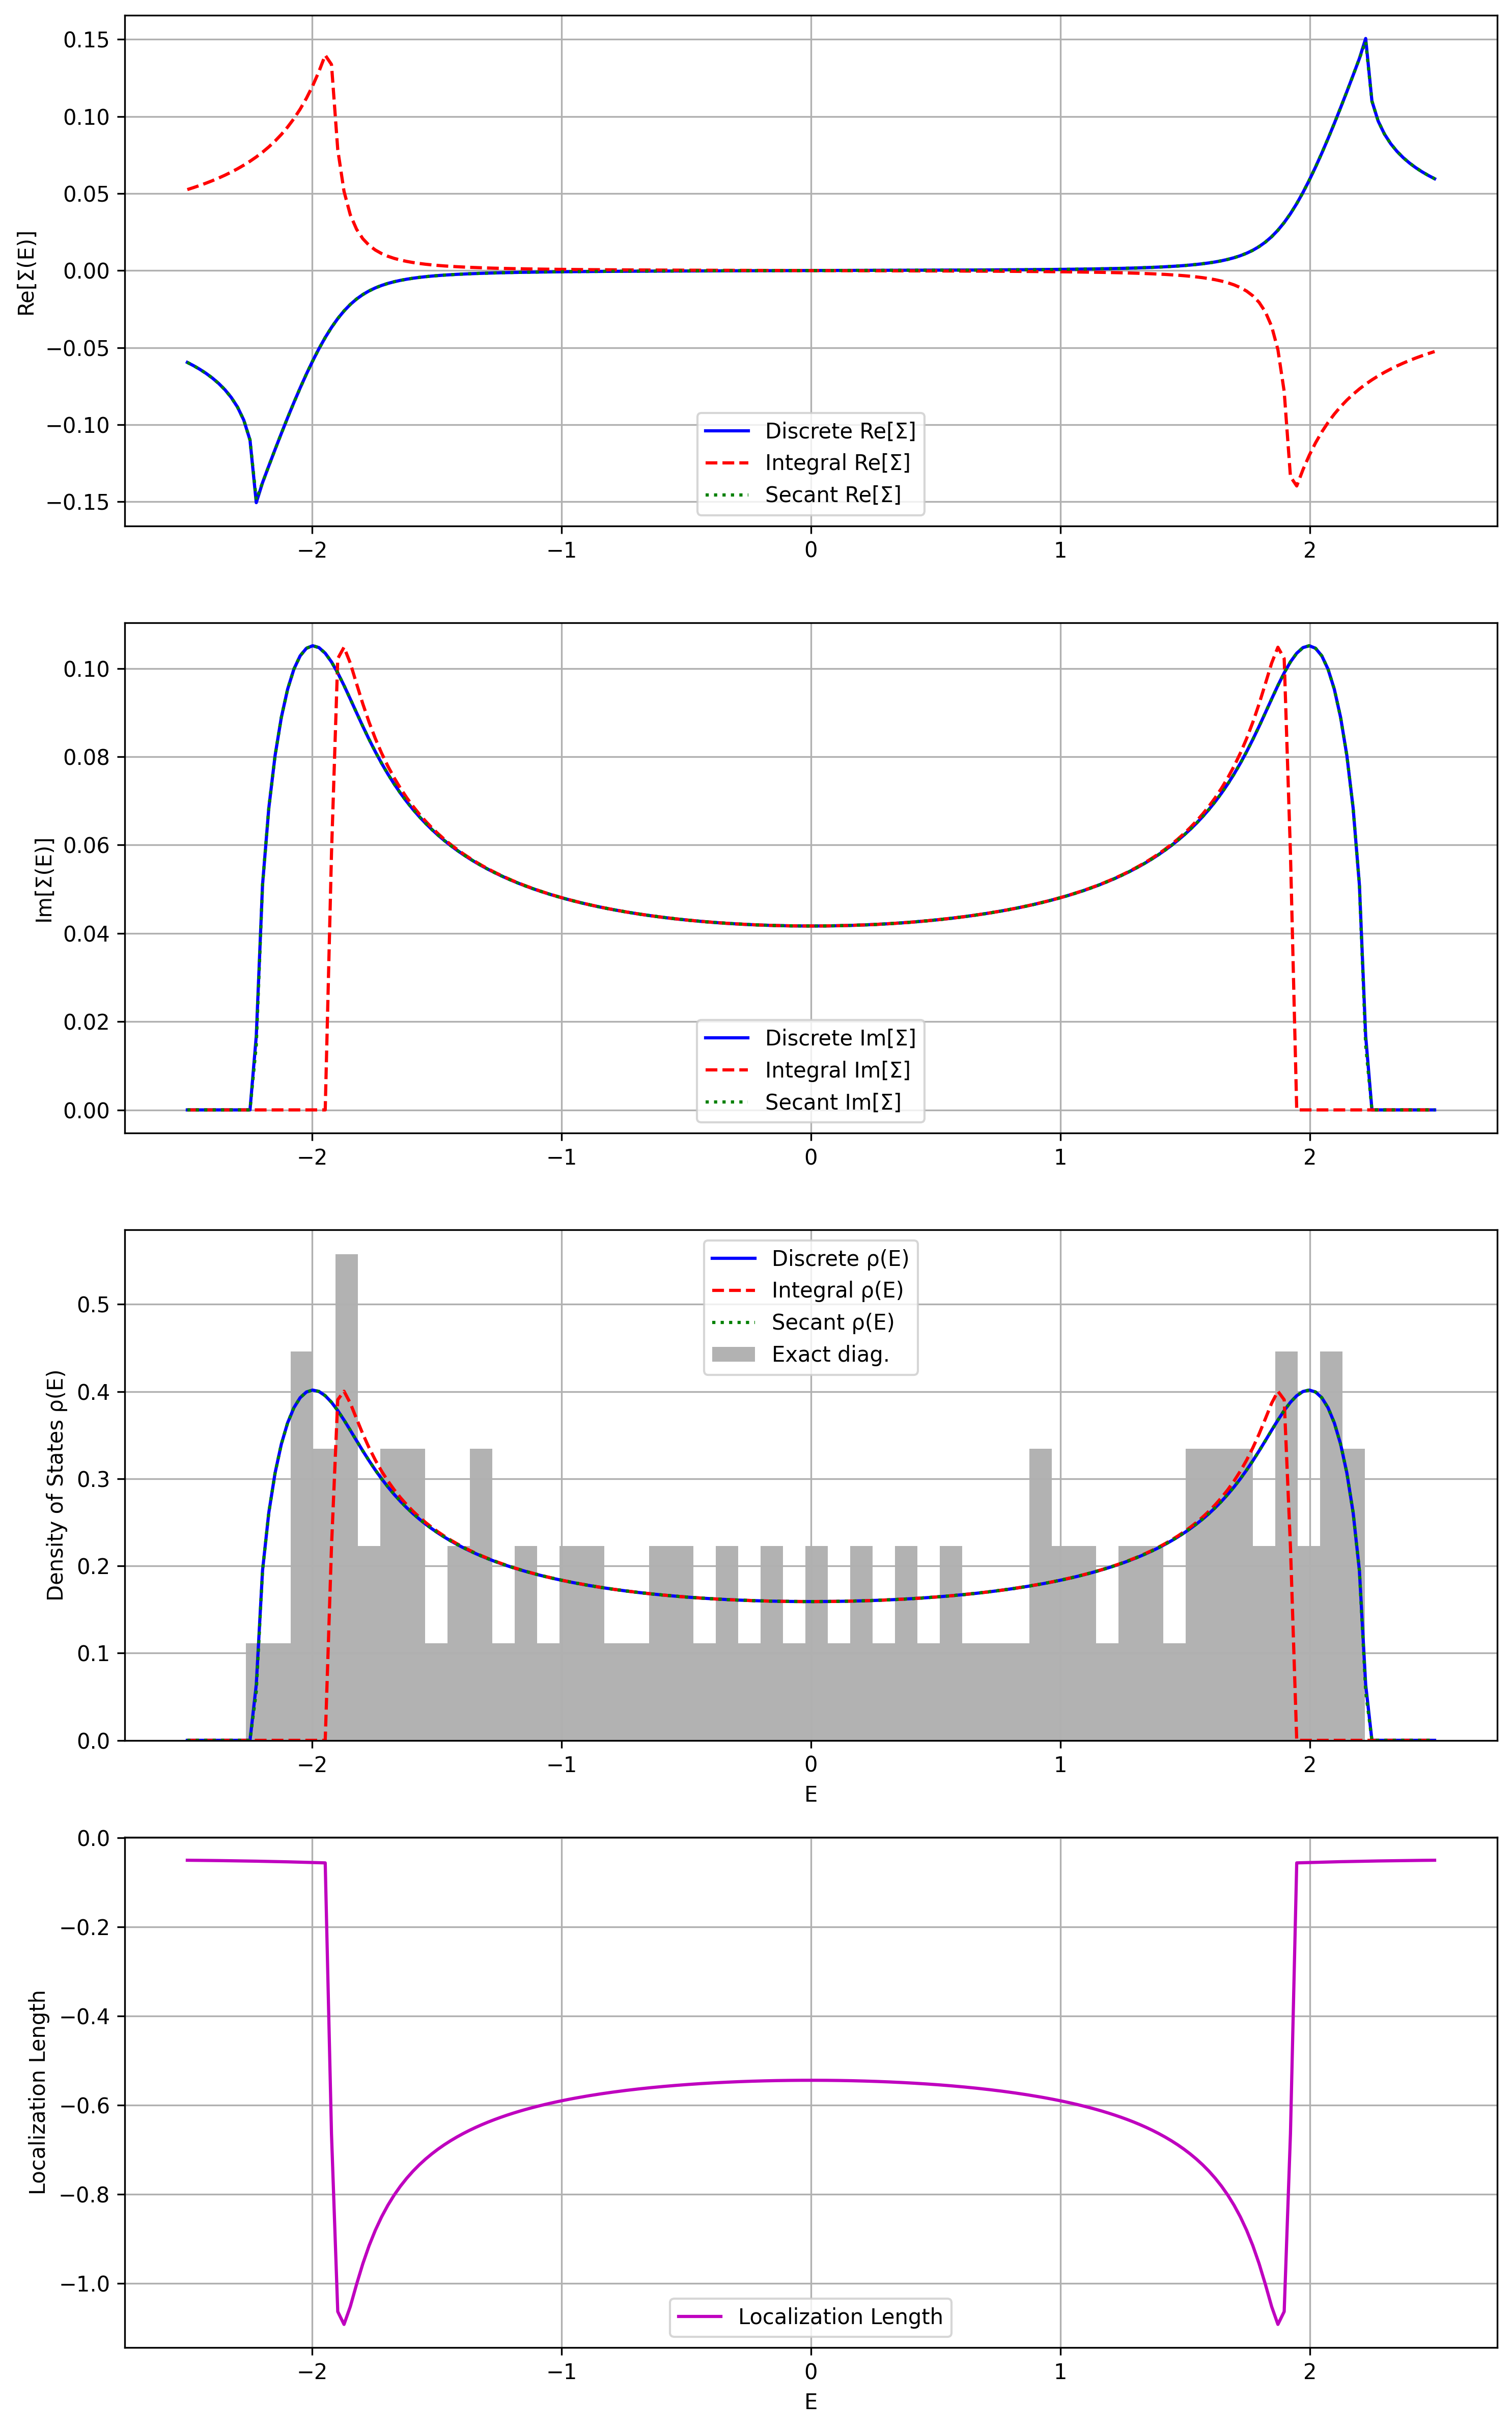 Re[Σ(E)]
0.15
0.10
0.05
0.00
−0.05
−0.10
−0.15
Discrete Re[Σ]
Integral Re[Σ]
Secant Re[Σ]
−2 −1 0 1 2
Im[Σ(E)]
0.10
0.08
0.06
0.04
0.02
0.00
Discrete Im[Σ]
Integral Im[Σ]
Secant Im[Σ]
−2 −1 0 1 2
Density of States ρ(E)
0.5
0.4
0.3
0.2
0.1
0.0
Discrete ρ(E)
Integral ρ(E)
Secant ρ(E)
Exact diag.
−2 −1 0 1 2
E
Localization Length
0.0
−0.2
−0.4
−0.6
−0.8
−1.0
Localization Length
−2 −1 0 1 2
E